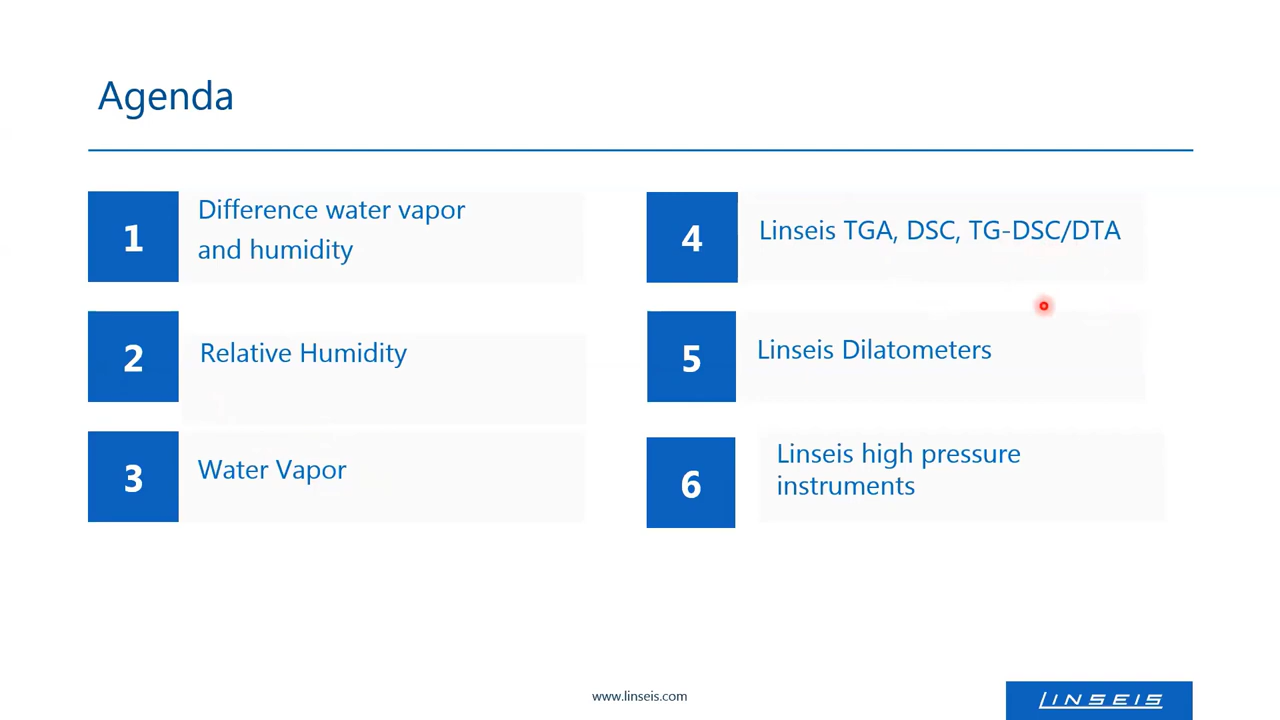 Agenda
1
Difference water vapor
and humidity
2
Relative Humidity
3
Water Vapor
4
Linseis TGA, DSC, TG-DSC/DTA
5
Linseis Dilatometers
6
Linseis high pressure
instruments
www.linseis.com
LINSEIS